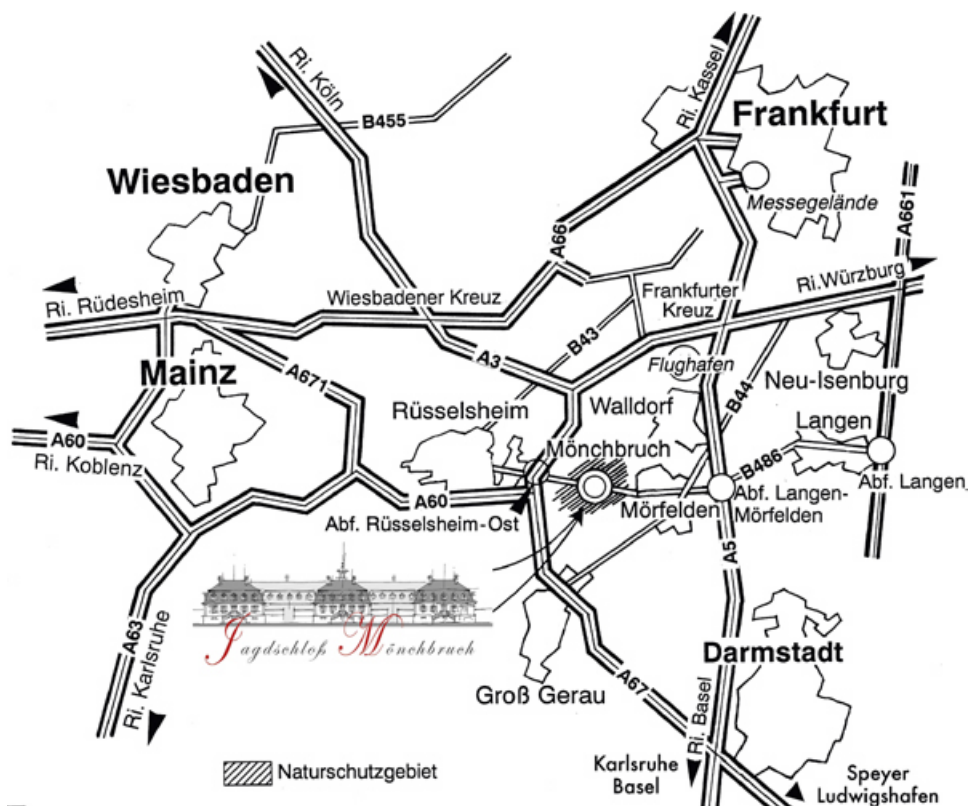 Ri. Köln
B455
Ri. Kassel
Frankfurt
Wiesbaden
Messegelände
A661
A66
Ri. Rüdesheim
Wiesbadener Kreuz
Frankfurter
Kreuz
Ri.Würzburg
B43
A3
Flughafen
Mainz
A671
Neu-Isenburg
B44
Rüsselsheim
Walldorf
Langen
Mönchbruch
A60
Ri. Koblenz
B486
A60
Abf. Langen
Abf. Rüsselsheim-Ost
Mörfelden
Abf. Langen-
Mörfelden
A5
Jagdschloß Mönchbruch
A63
Ri. Karlsruhe
Darmstadt
Groß Gerau
A67
Ri. Basel
Naturschutzgebiet
Karlsruhe
Basel
Speyer
Ludwigshafen